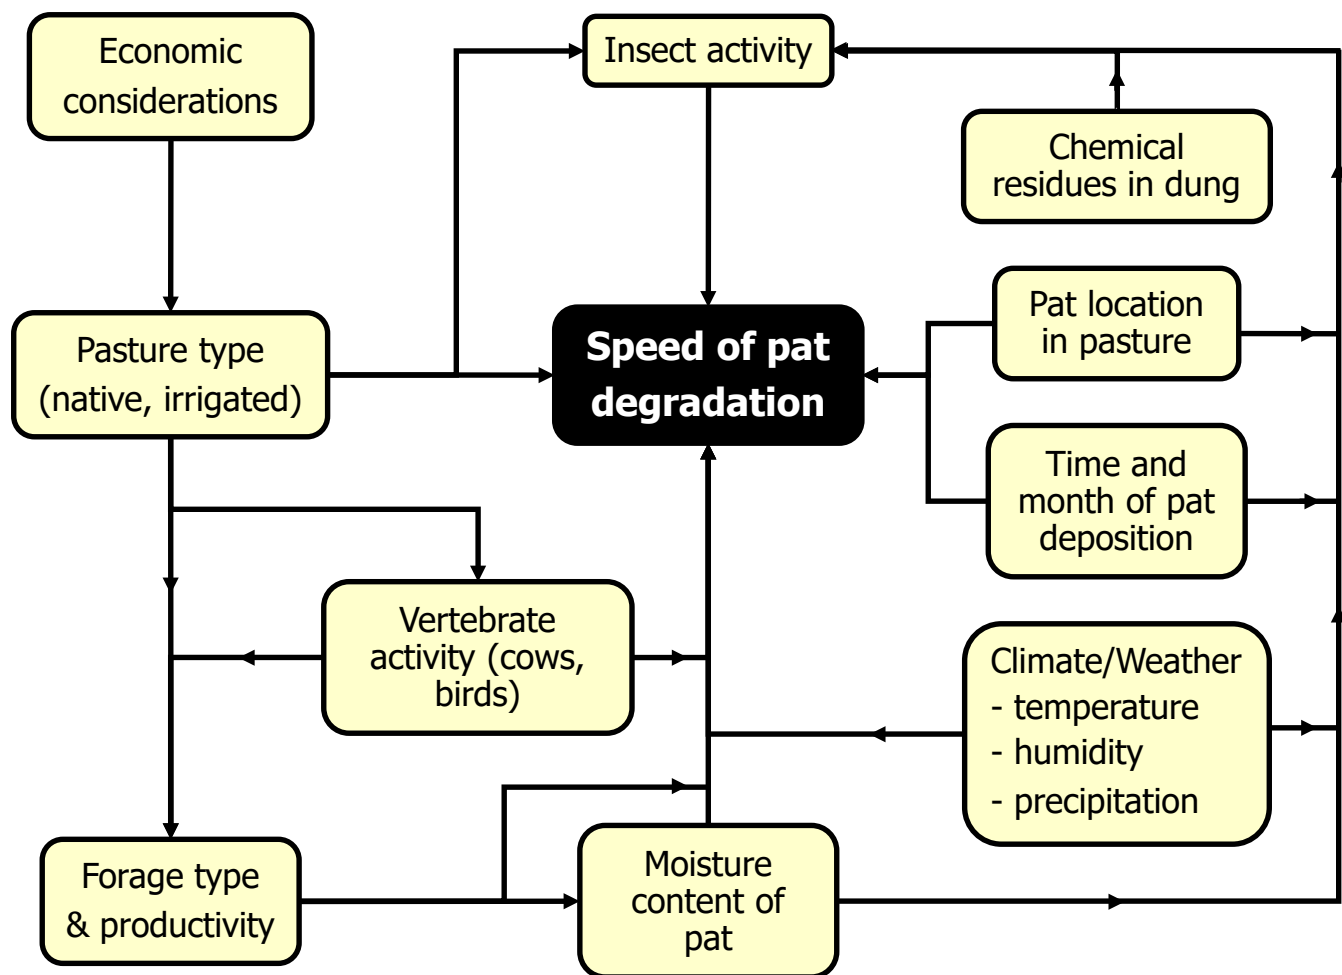 Economic
considerations
Insect activity
Chemical
residues in dung
Pasture type
(native, irrigated)
Speed of pat
degradation
Pat location
in pasture
Time and
month of pat
deposition
Vertebrate
activity (cows,
birds)
Climate/Weather
- temperature
- humidity
- precipitation
Forage type
& productivity
Moisture
content of
pat